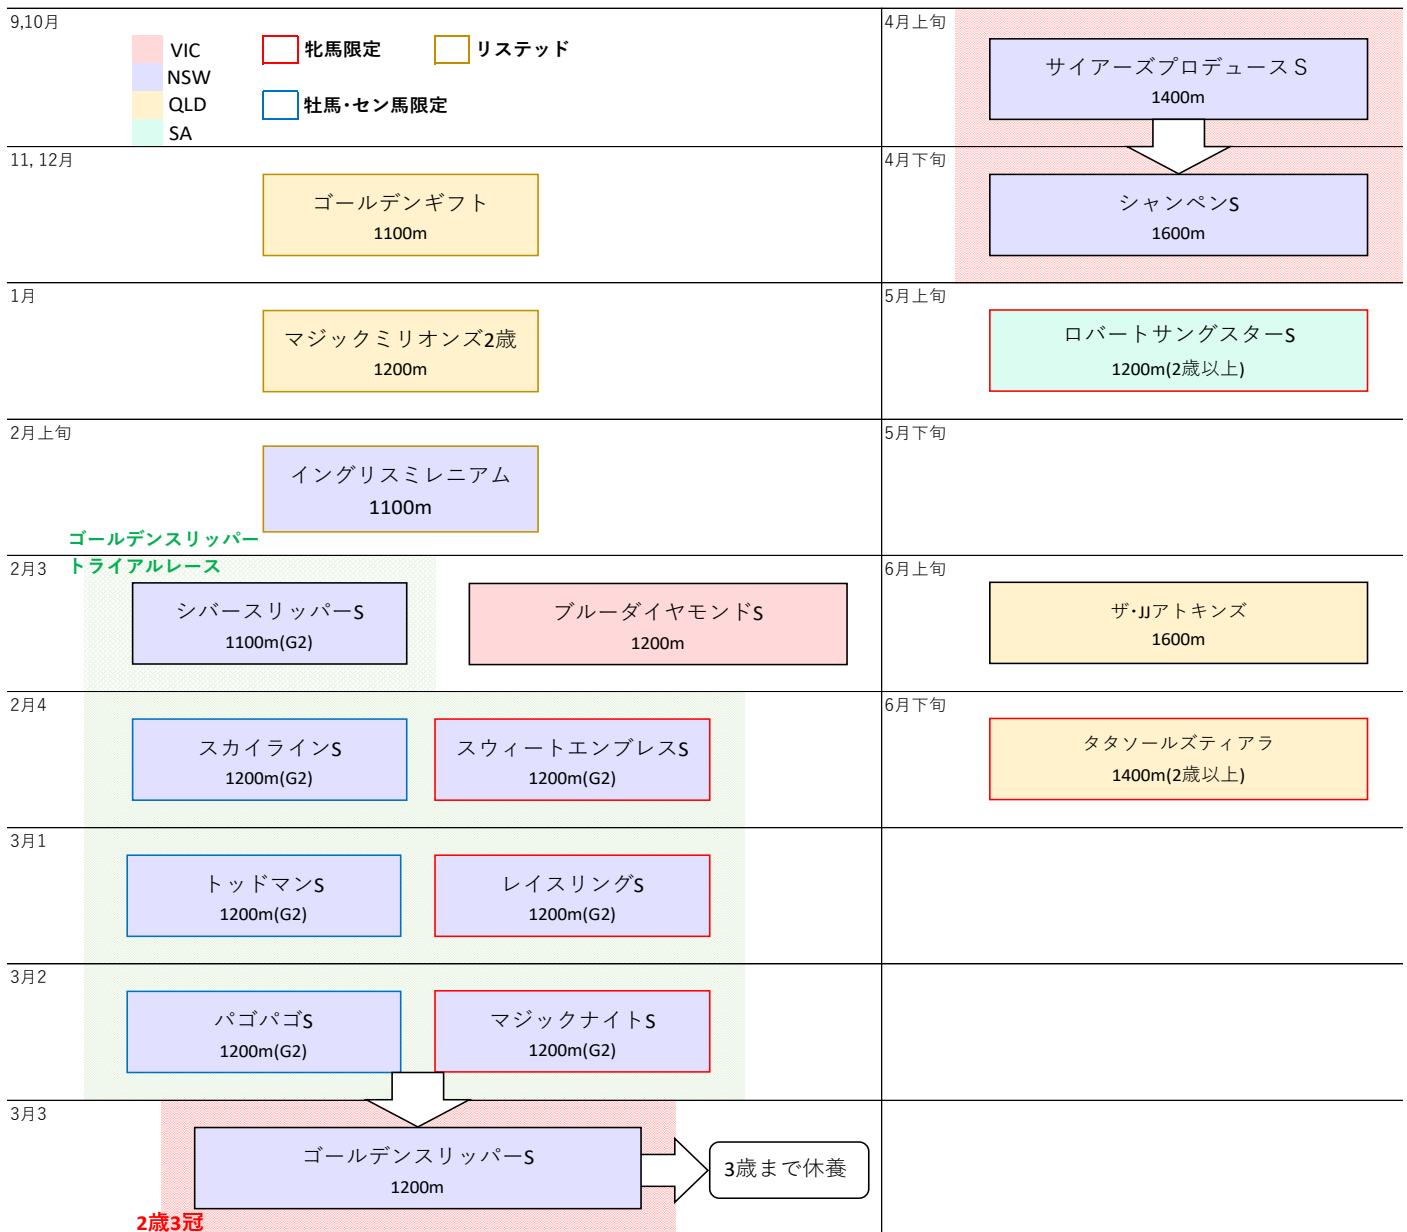 9,10月
VIC
NSW
QLD
SA
牝馬限定
リステッド
牡馬・セン馬限定
11, 12月
ゴールデンギフト
1100m
1月
マジックミリオンズ2歳
1200m
2月上旬
イングリスミレニアム
1100m
ゴールデンスリッパー
トライアルレース
2月3
シバースリッパーS
1100m(G2)
ブルーダイヤモンドS
1200m
2月4
スカイラインS
1200m(G2)
スウィートエンブレスS
1200m(G2)
3月1
トッドマンS
1200m(G2)
レイスリングS
1200m(G2)
3月2
パゴパゴS
1200m(G2)
マジックナイトS
1200m(G2)
3月3
ゴールデンスリッパーS
1200m
3歳まで休養
2歳3冠
4月上旬
サイアーズプロデュースＳ
1400m
4月下旬
シャンペンS
1600m
5月上旬
ロバートサングスターS
1200m(2歳以上)
5月下旬
6月上旬
ザ・JJアトキンズ
1600m
6月下旬
タタソールズティアラ
1400m(2歳以上)